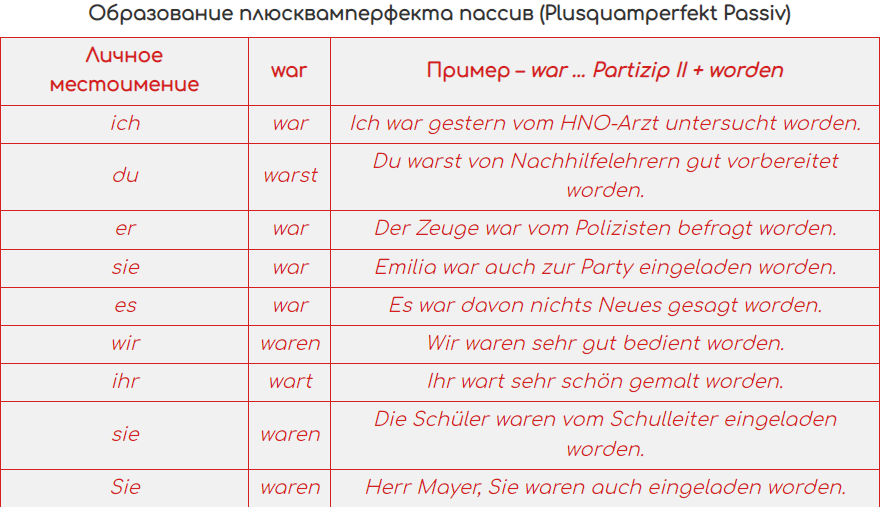 Образование плюсквамперфекта пассив (Plusquamperfekt Passiv)
Личное местоимение war Пример – war ... Partizip II + worden
ich war Ich war gestern vom HNO-Arzt untersucht worden.
du warst Du warst von Nachhilfelehrern gut vorbereitet worden.
er war Der Zeuge war vom Polizisten befragt worden.
sie war Emilia war auch zur Party eingeladen worden.
es war Es war davon nichts Neues gesagt worden.
wir waren Wir waren sehr gut bedient worden.
ihr wart Ihr wart sehr schön gemalt worden.
sie waren Die Schüler waren vom Schulleiter eingeladen worden.
Sie waren Herr Mayer, Sie waren auch eingeladen worden.